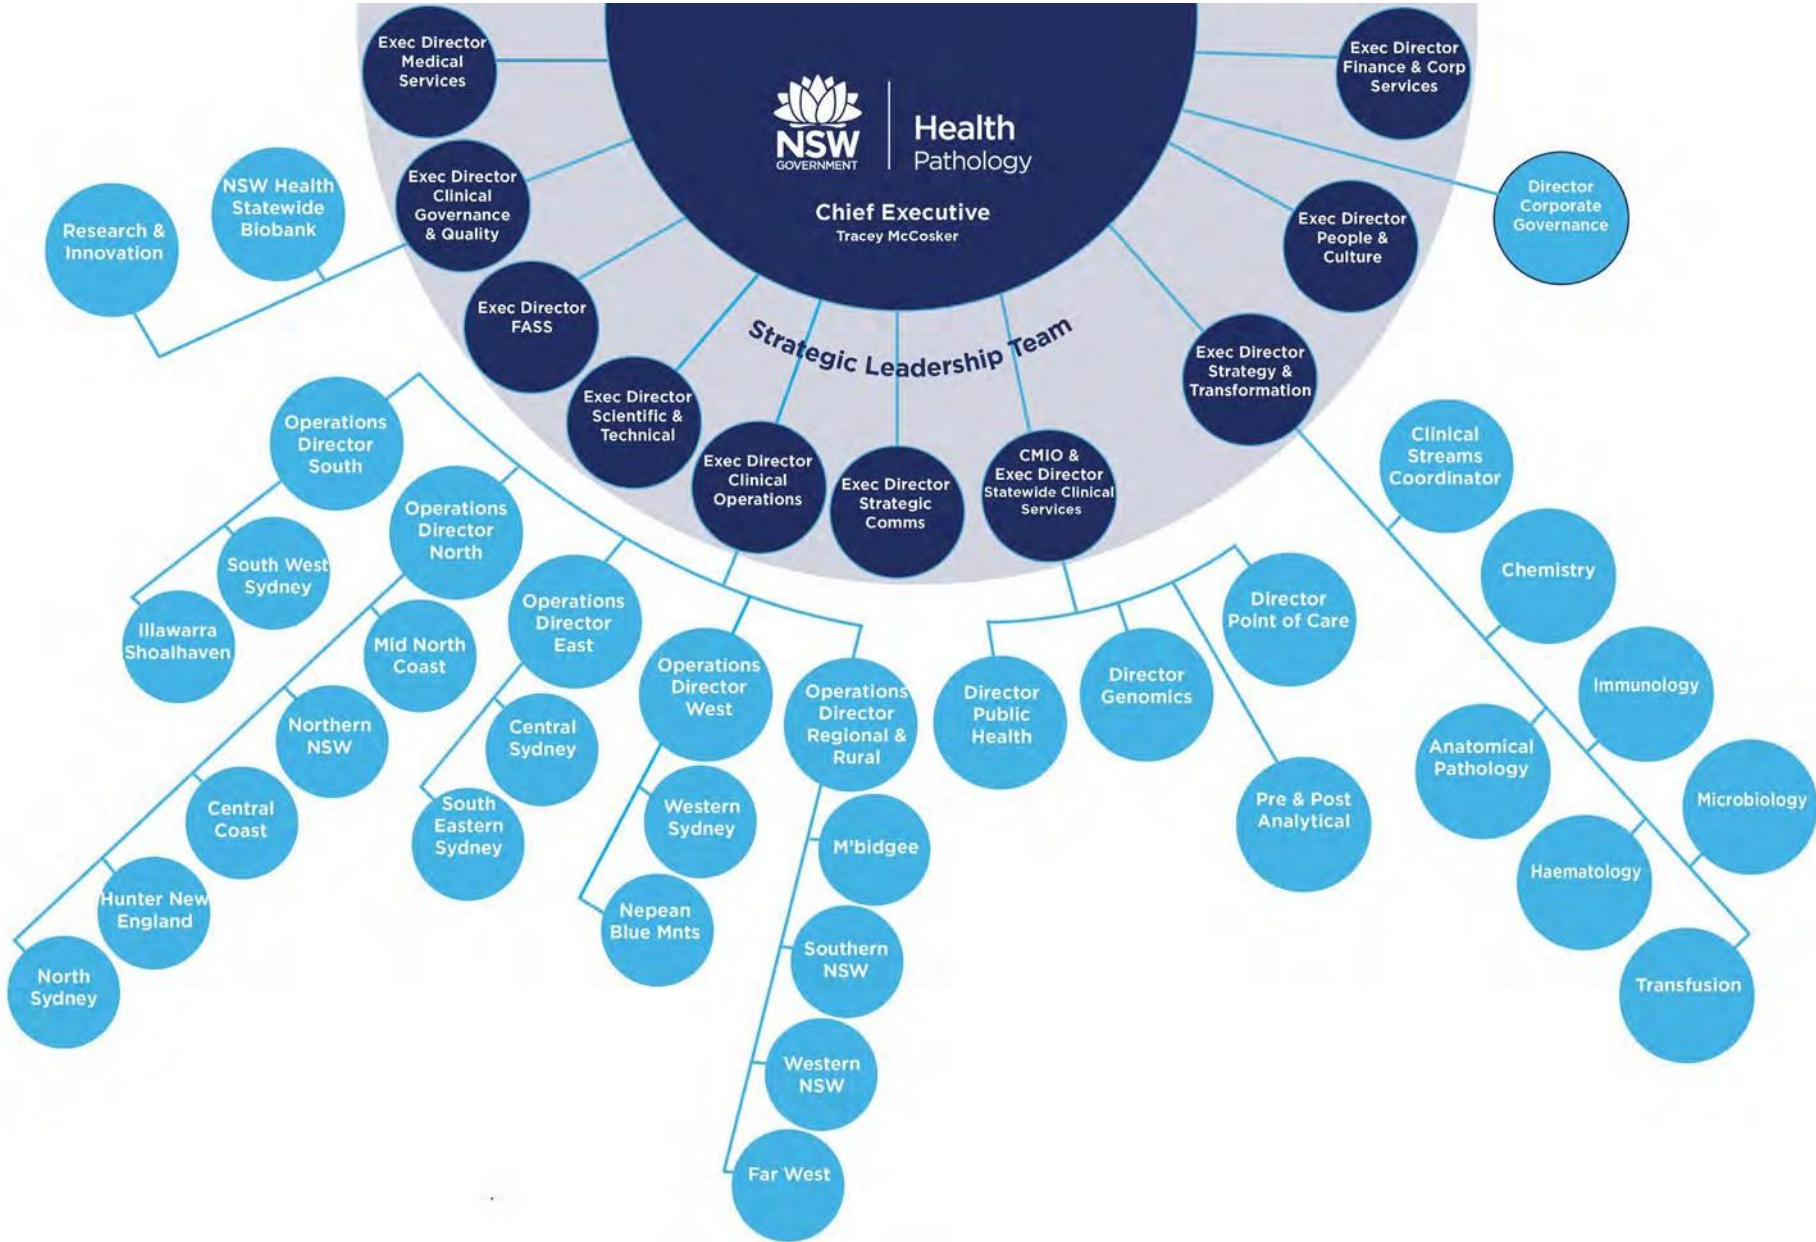 NSW
GOVERNMENT
Health
Pathology
Chief Executive
Tracey McCosker
Strategic Leadership Team
Exec Director
Medical
Services
Exec Director
Clinical
Governance
& Quality
Exec Director
FASS
Exec Director
Scientific &
Technical
Exec Director
Clinical
Operations
Exec Director
Strategic
Comms
CMIO &
Exec Director
Statewide Clinical
Services
Exec Director
Strategy &
Transformation
Exec Director
People &
Culture
Exec Director
Finance & Corp
Services
Director
Corporate
Governance
NSW Health
Statewide
Biobank
Research &
Innovation
Operations
Director
South
South West
Sydney
Illawarra
Shoalhaven
Operations
Director
North
Mid North
Coast
Northern
NSW
Central
Coast
Hunter New
England
North
Sydney
Operations
Director
East
Central
Sydney
South
Eastern
Sydney
Operations
Director
West
Western
Sydney
Nepean
Blue Mnts
Operations
Director
Regional &
Rural
M'bidgee
Southern
NSW
Western
NSW
Far West
Director
Public
Health
Director
Genomics
Director
Point of Care
Pre & Post
Analytical
Clinical
Streams
Coordinator
Chemistry
Immunology
Anatomical
Pathology
Microbiology
Haematology
Transfusion